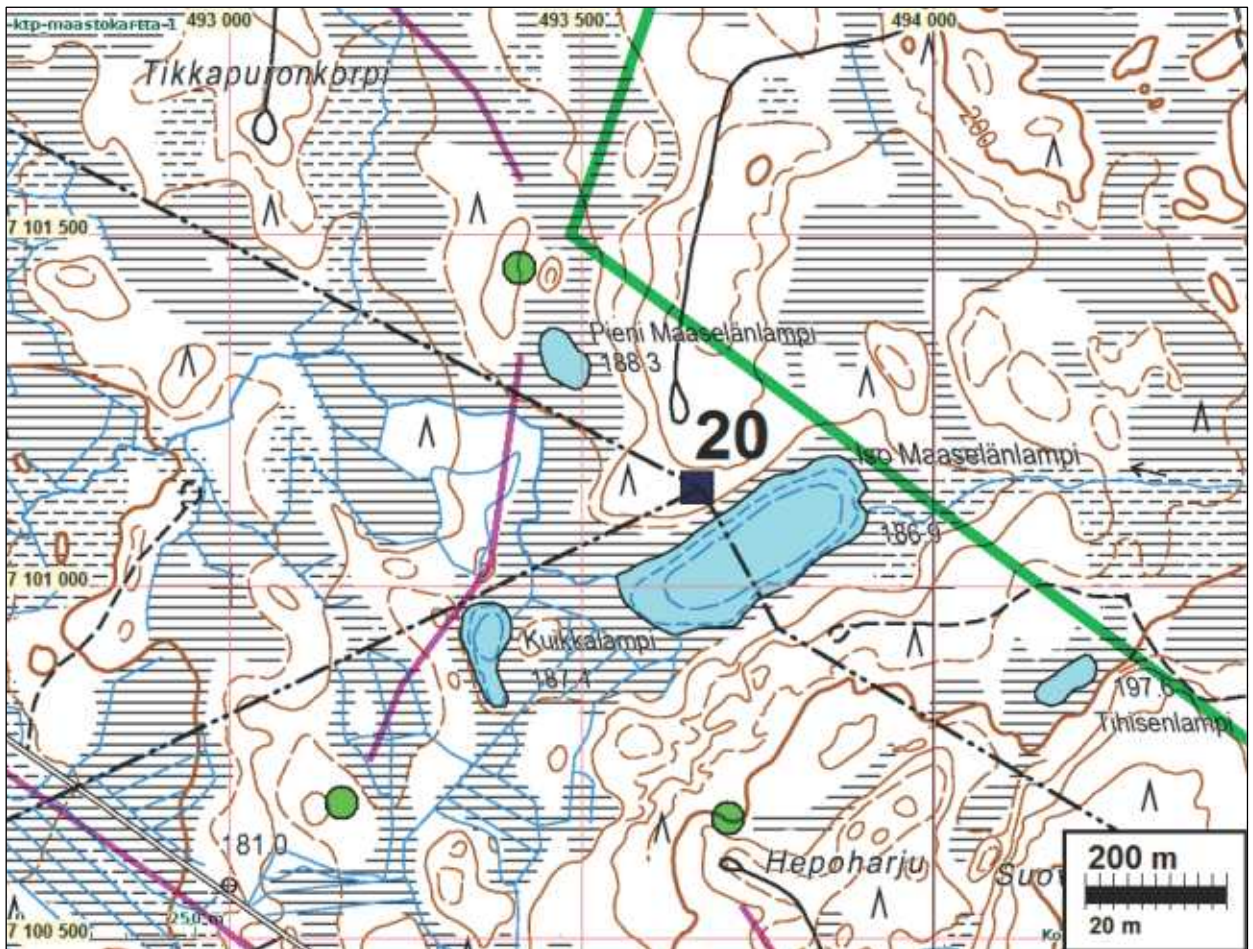 -ktp-maastokartta-1
493 000
493 500
494 000
Tikkapuronkorpi
200
7 101 500
Pieni Maaselänlampi
188.3
20
Iso Maaselänlampi
186.9
7 101 000
Kuikkalampi
187.4
197.6
Tihisenlampi
181.0
Hepoharju
200 m
20 m
250 m
7 100 500